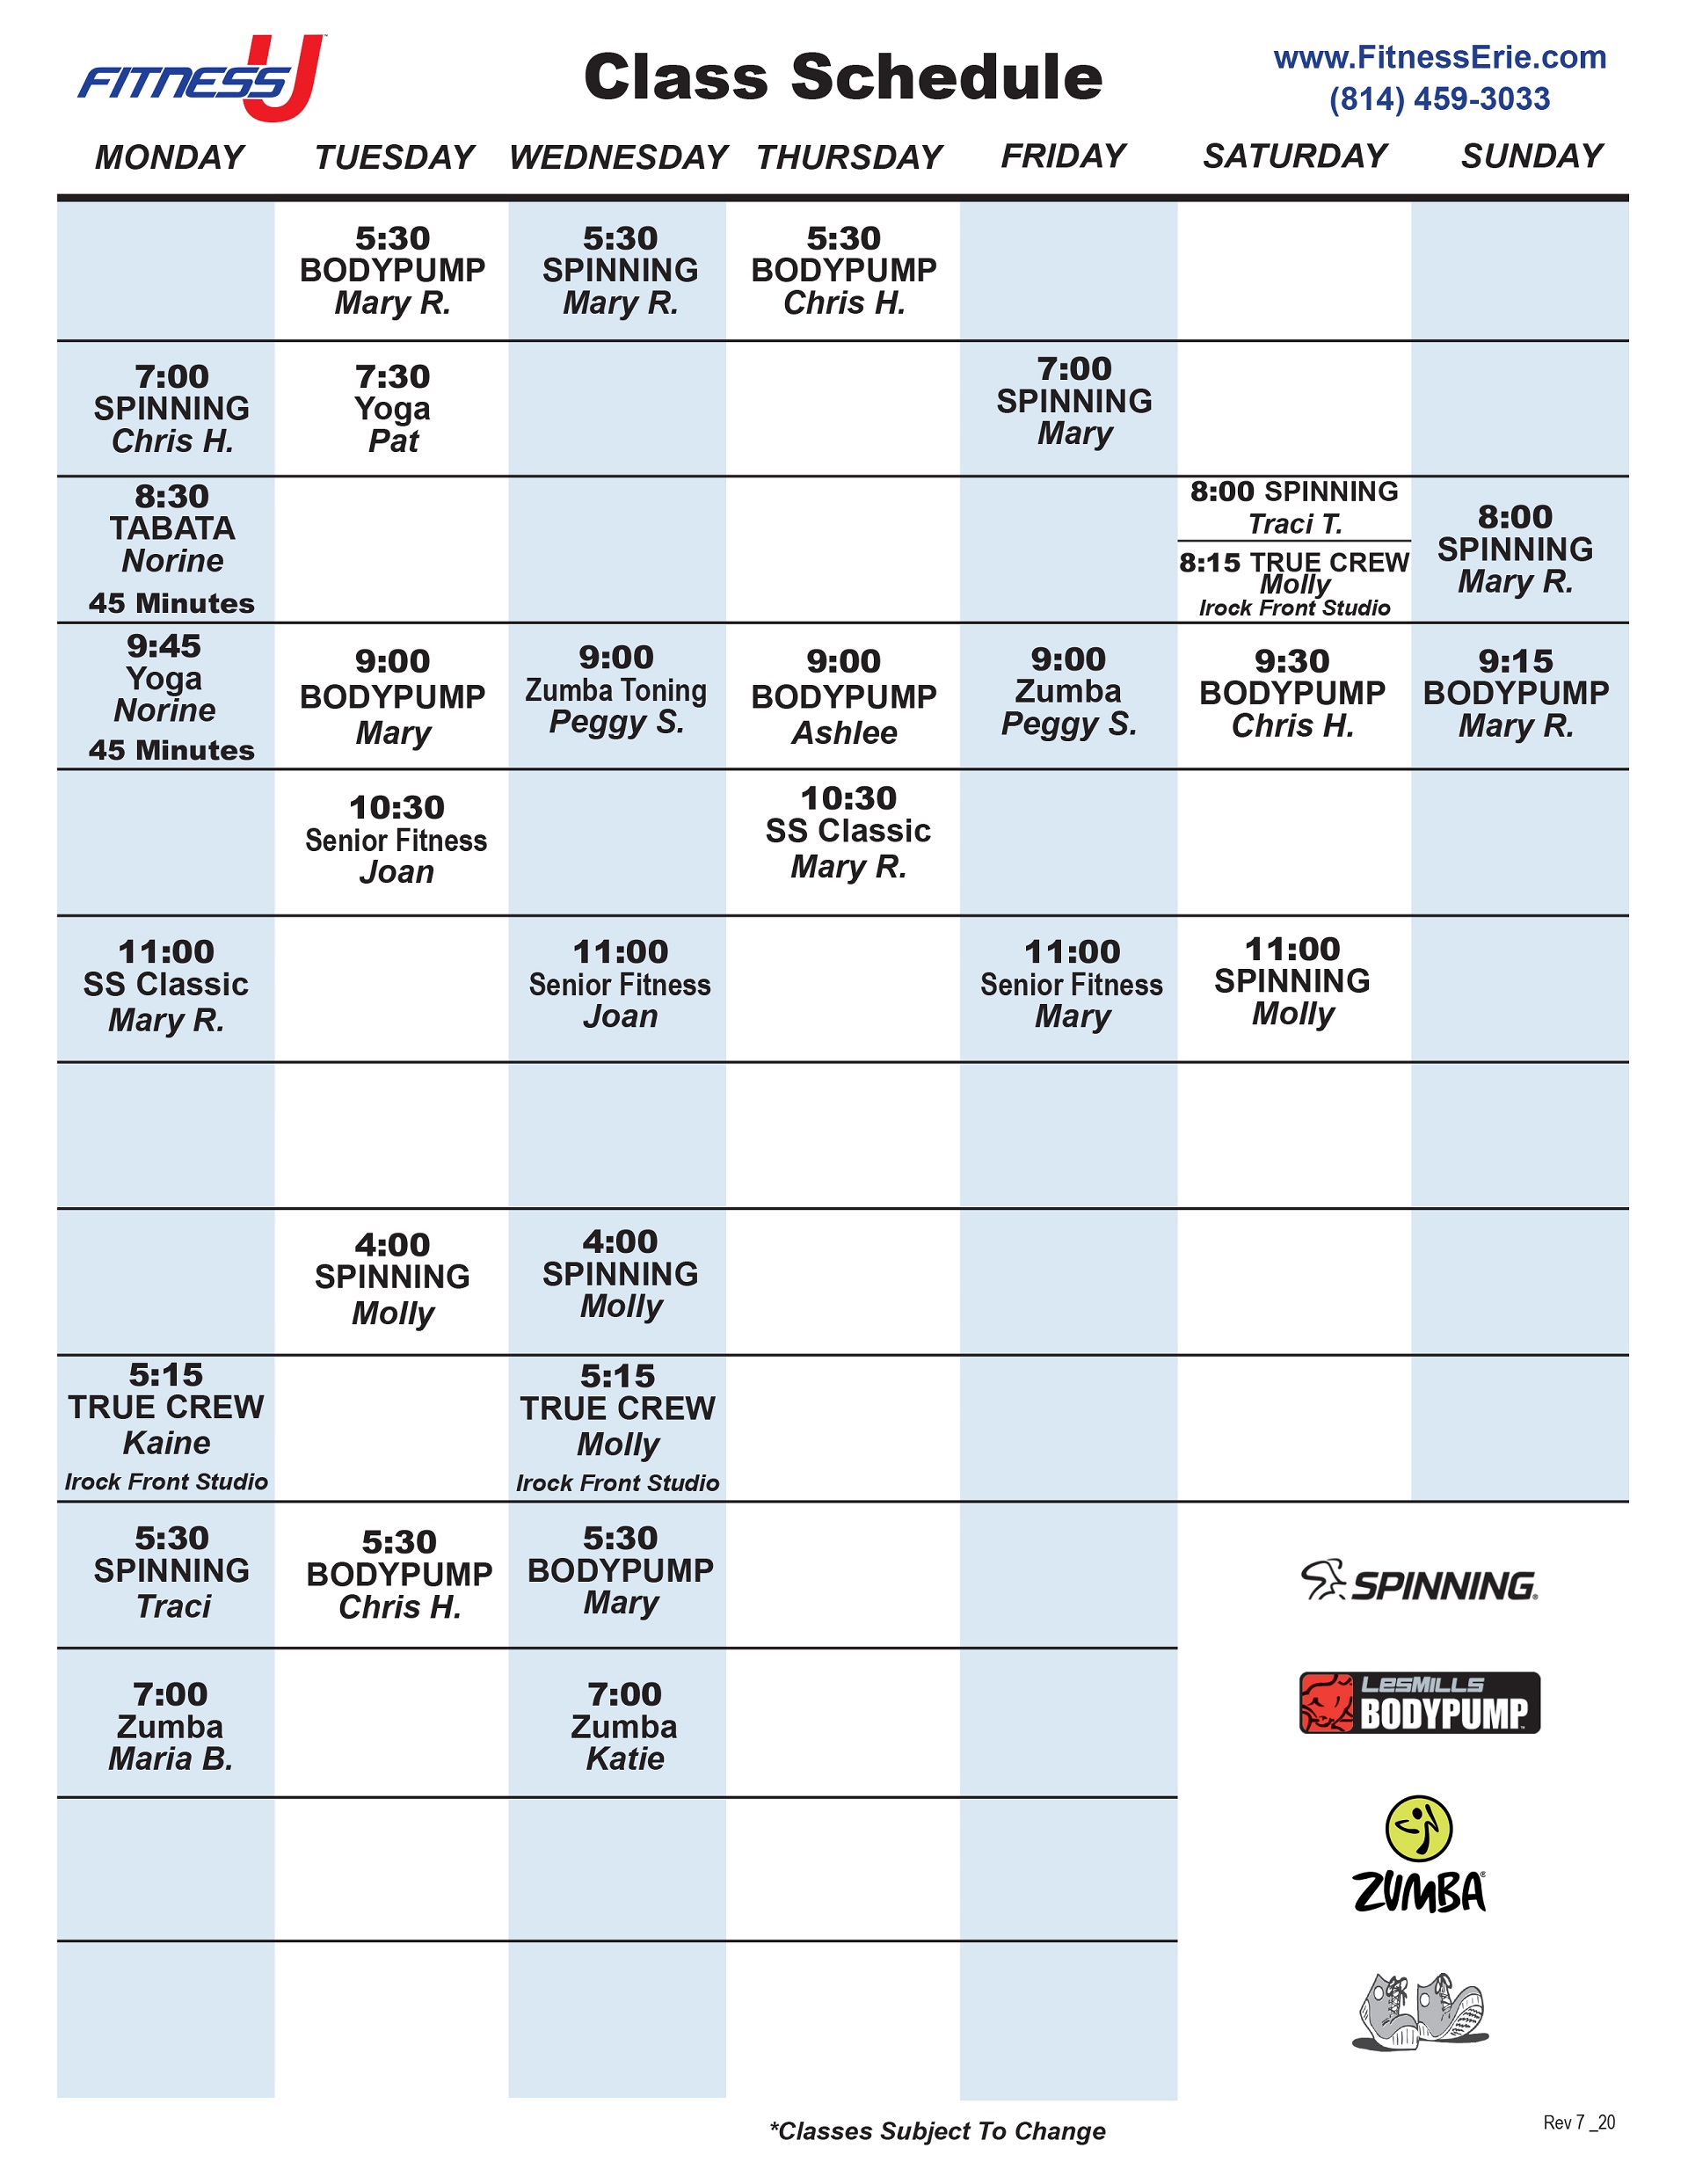 FITNESS U
Class Schedule
www.FitnessErie.com
(814) 459-3033
MONDAY TUESDAY WEDNESDAY THURSDAY FRIDAY SATURDAY SUNDAY
5:30
BODYPUMP
Mary R.
5:30
SPINNING
Mary R.
5:30
BODYPUMP
Chris H.
7:00
SPINNING
Chris H.
7:30
Yoga
Pat
7:00
SPINNING
Mary
8:30
TABATA
Norine
45 Minutes
8:00 SPINNING
Traci T.
8:15 TRUE CREW
Molly
Irock Front Studio
8:00
SPINNING
Mary R.
9:45
Yoga
Norine
45 Minutes
9:00
BODYPUMP
Mary
9:00
Zumba Toning
Peggy S.
9:00
BODYPUMP
Ashlee
9:00
Zumba
Peggy S.
9:30
BODYPUMP
Chris H.
9:15
BODYPUMP
Mary R.
10:30
Senior Fitness
Joan
10:30
SS Classic
Mary R.
11:00
SS Classic
Mary R.
11:00
Senior Fitness
Joan
11:00
Senior Fitness
Mary
11:00
SPINNING
Molly
4:00
SPINNING
Molly
4:00
SPINNING
Molly
5:15
TRUE CREW
Kaine
Irock Front Studio
5:15
TRUE CREW
Molly
Irock Front Studio
5:30
SPINNING
Traci
5:30
BODYPUMP
Chris H.
5:30
BODYPUMP
Mary
SPINNING®
7:00
Zumba
Maria B.
7:00
Zumba
Katie
LESMILLS
BODYPUMP
ZUMBA®
*Classes Subject To Change
Rev 7 _20